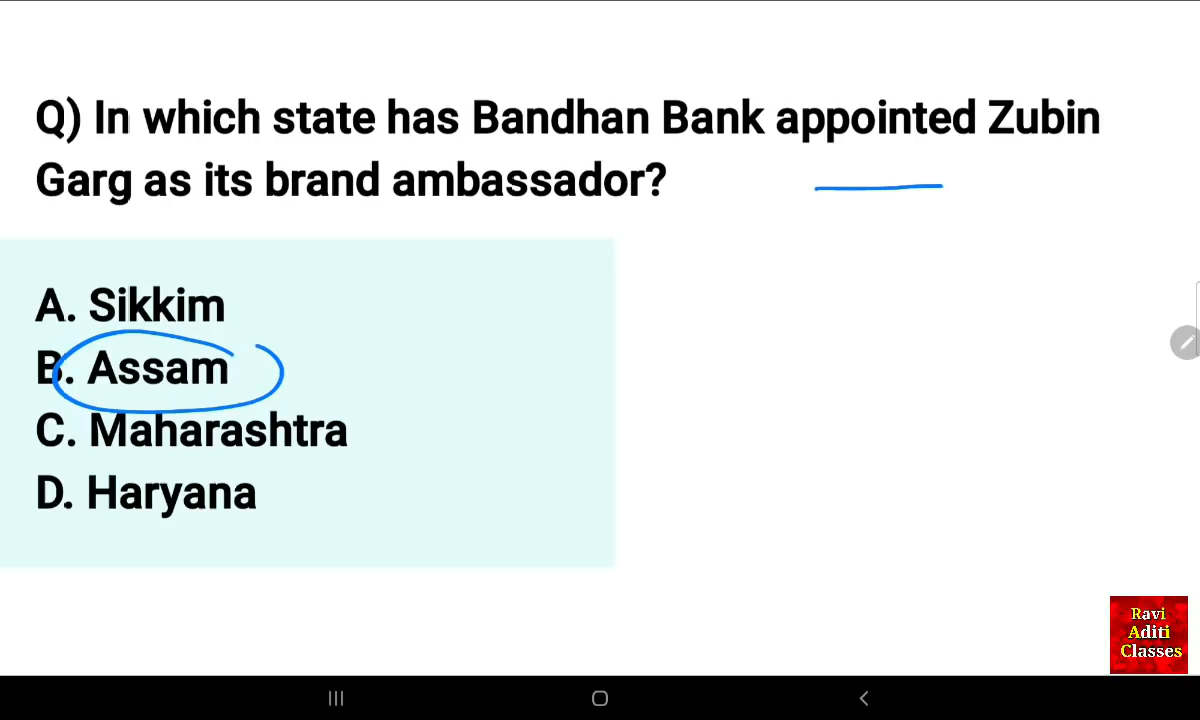 Q) In which state has Bandhan Bank appointed Zubin
Garg as its brand ambassador?
A. Sikkim
B. Assam
C. Maharashtra
D. Haryana
Ravi
Aditi
Classes